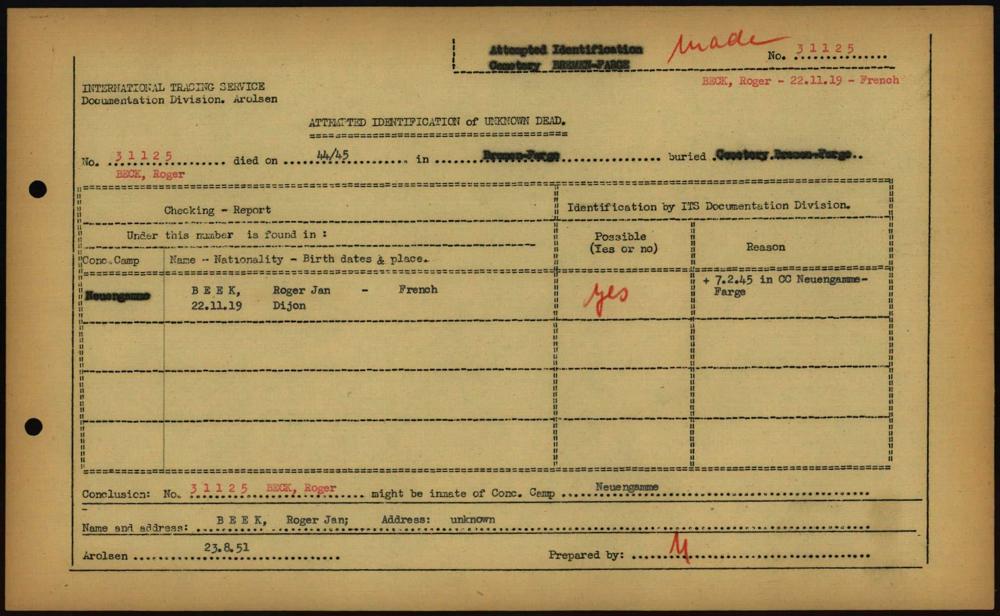 Attempted Identification made No. 31125
Cemetery BREMEN-FARGE
BECK, Roger - 22.11.19 - French
INTERNATIONAL TRACING SERVICE
Documentation Division. Arolsen
ATTEMPTED IDENTIFICATION of UNKNOWN DEAD.
No. 31125 died on 44/45 in Bremen-Farge buried Cemetery Bremen-Farge
BECK, Roger
Checking - Report
Identification by ITS Documentation Division.
Under this number is found in :
Possible
(Yes or no)
Reason
Conc.Camp Name - Nationality - Birth dates & place.
Neuengamme BEEK, Roger Jan - French yes + 7.2.45 in CC Neuengamme-
22.11.19 Dijon Farge
Conclusion: No. 31125 BECK, Roger might be inmate of Conc. Camp Neuengamme
Name and address: BEEK, Roger Jan; Address: unknown
Arolsen 23.8.51 Prepared by: